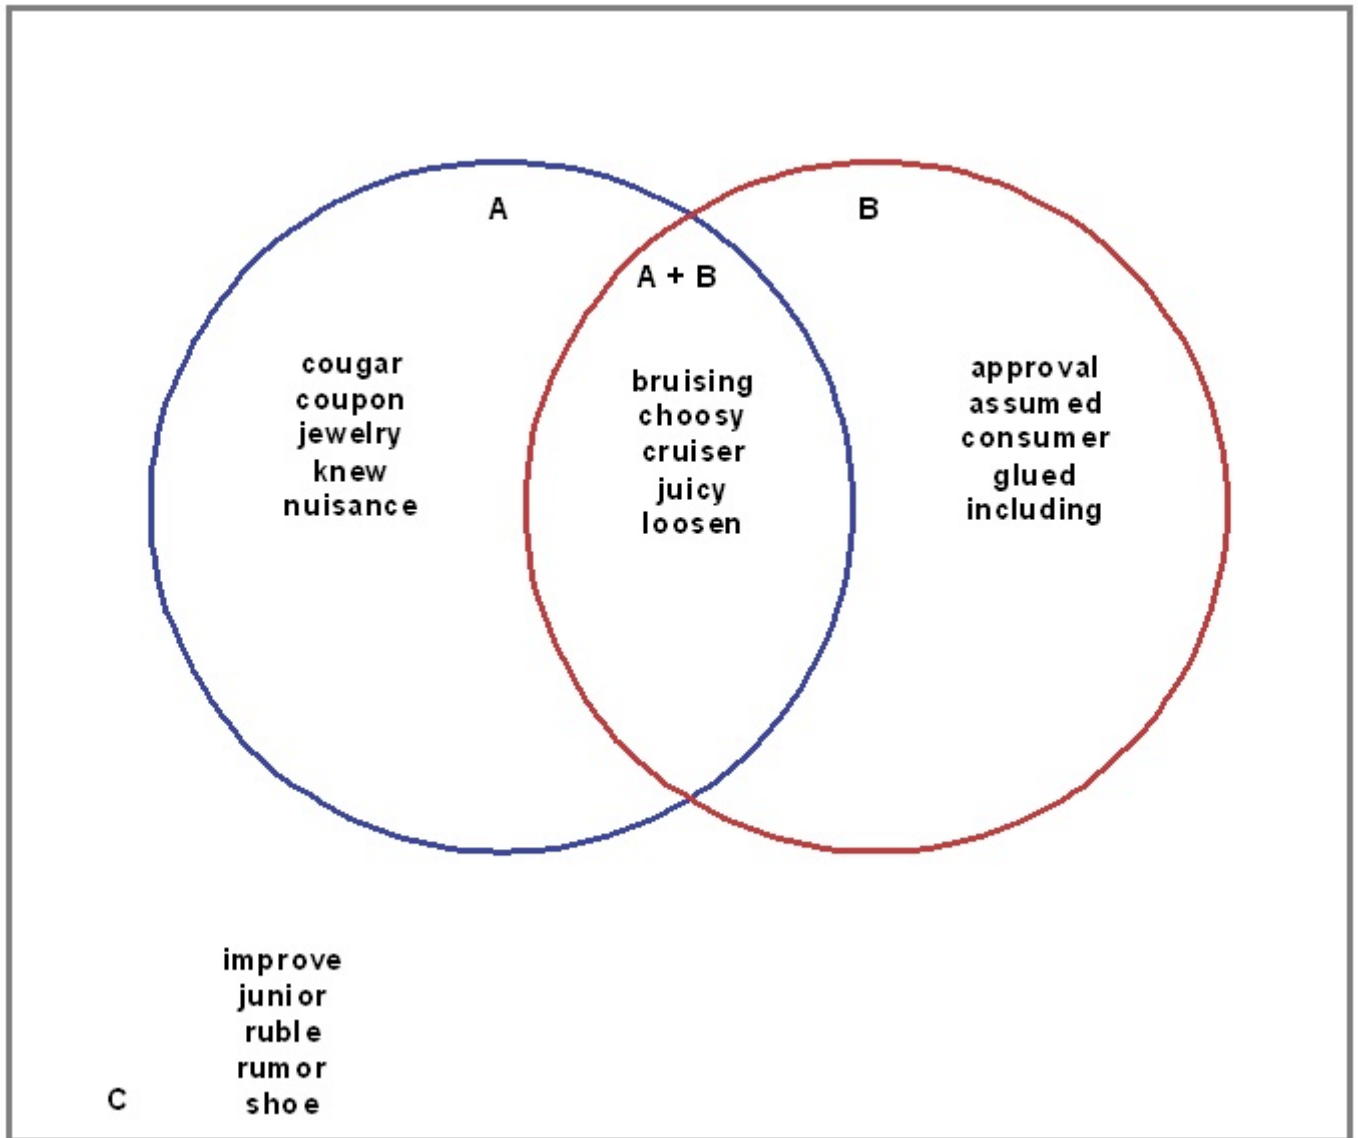 A
B
A + B
cougar
coupon
jewelry
knew
nuisance
bruising
choosy
cruiser
juicy
loosen
approval
assumed
consumer
glued
including
improve
junior
ruble
rumor
shoe
C